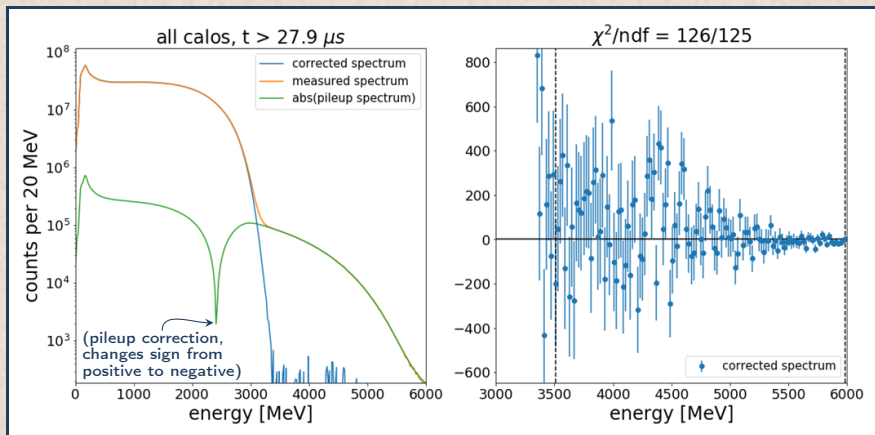 all calos, t > 27.9 μs
counts per 20 MeV
10⁸
10⁷
10⁶
10⁵
10⁴
10³
corrected spectrum
measured spectrum
abs(pileup spectrum)
(pileup correction,
changes sign from
positive to negative)
0 1000 2000 3000 4000 5000 6000
energy [MeV]
χ²/ndf = 126/125
800
600
400
200
0
−200
−400
−600
corrected spectrum
3000 3500 4000 4500 5000 5500 6000
energy [MeV]